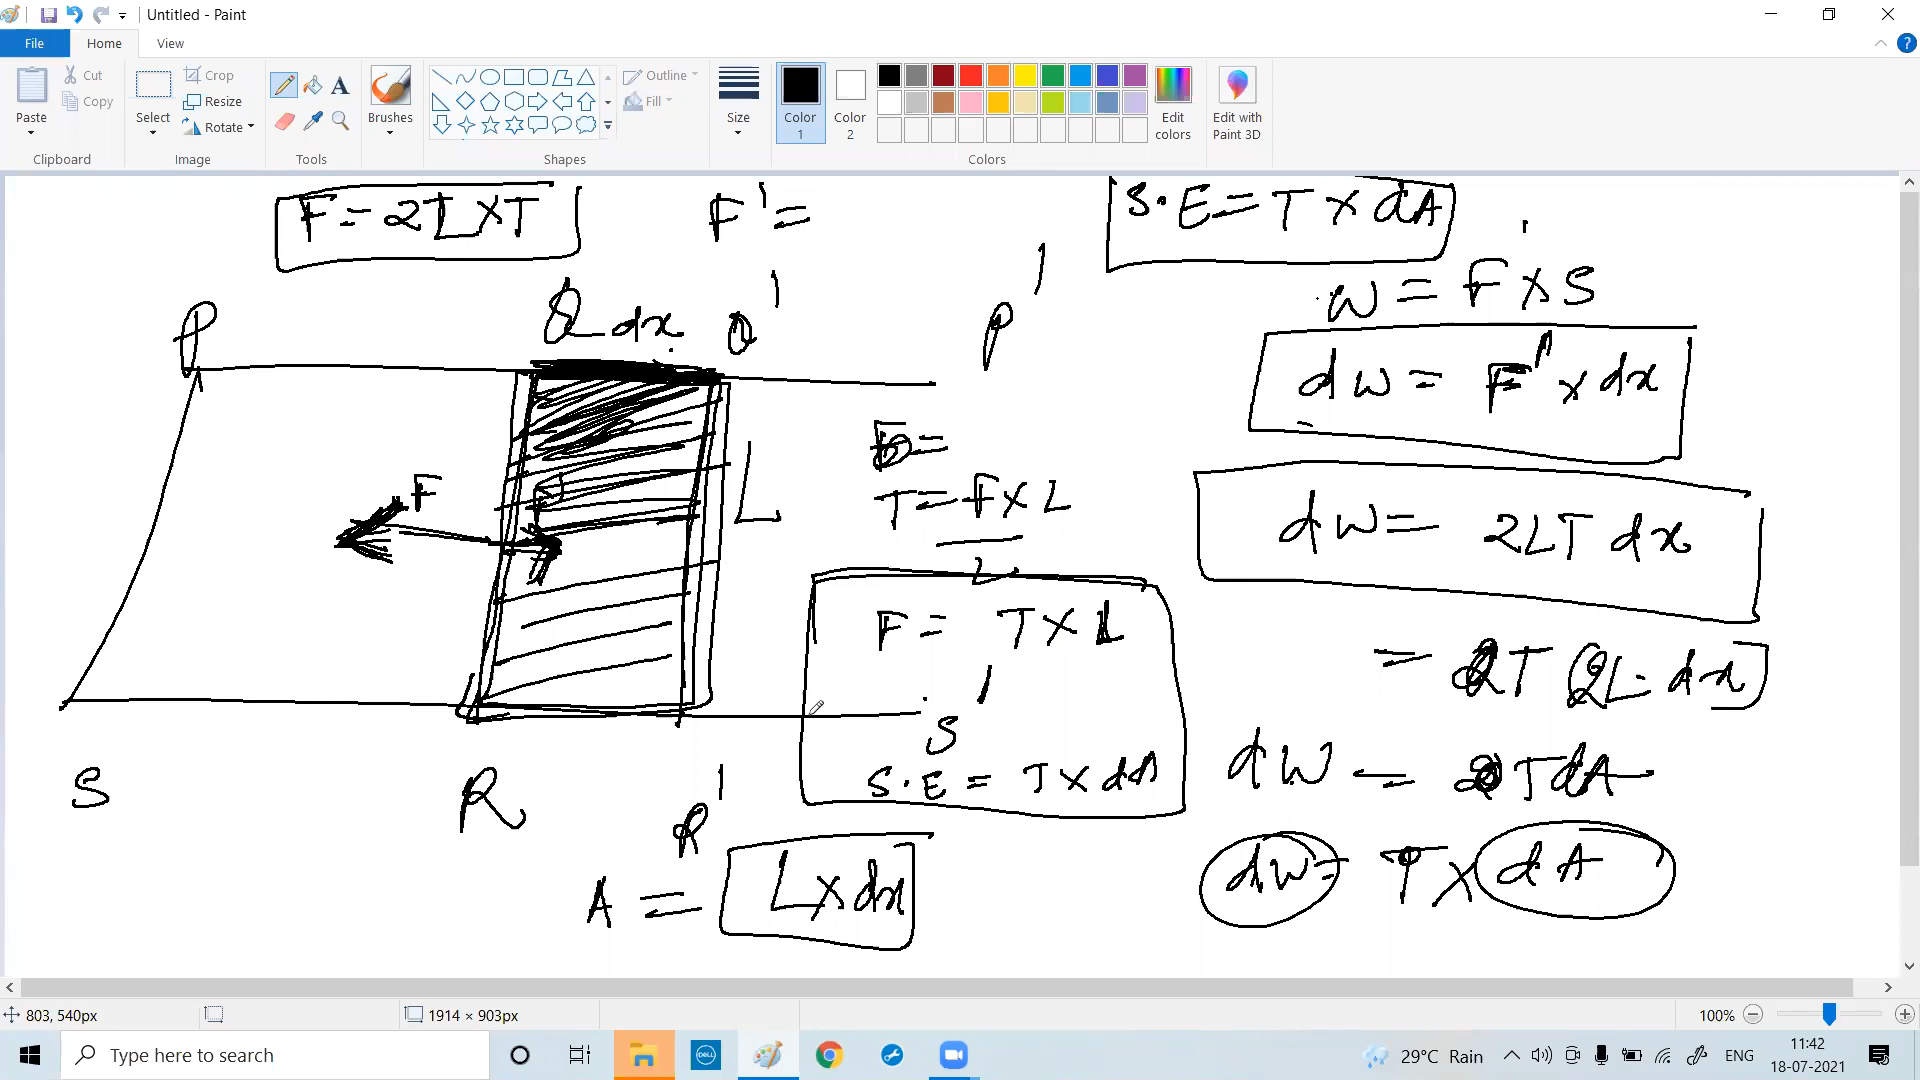 Untitled - Paint
File Home View
Paste
Cut
Copy
Clipboard
Select
Crop
Resize
Rotate
Image
Tools
Brushes
Shapes
Outline
Fill
Size
Color 1
Color 2
Colors
Edit colors
Edit with Paint 3D
F = 2L × T
F' =
S.E = T × dA
W = F × S
P Q dx Q' P'
dW = F' × dx
F
L
T = F × L
L
dW = 2LT dx
F = T × L
= T (2L · dx)
S'
S.E = T × dA
dW = T dA
S R R'
A = L × dx
dW = T × dA
803, 540px
1914 × 903px
100%
Type here to search
DELL
29°C Rain
ENG
11:42
18-07-2021